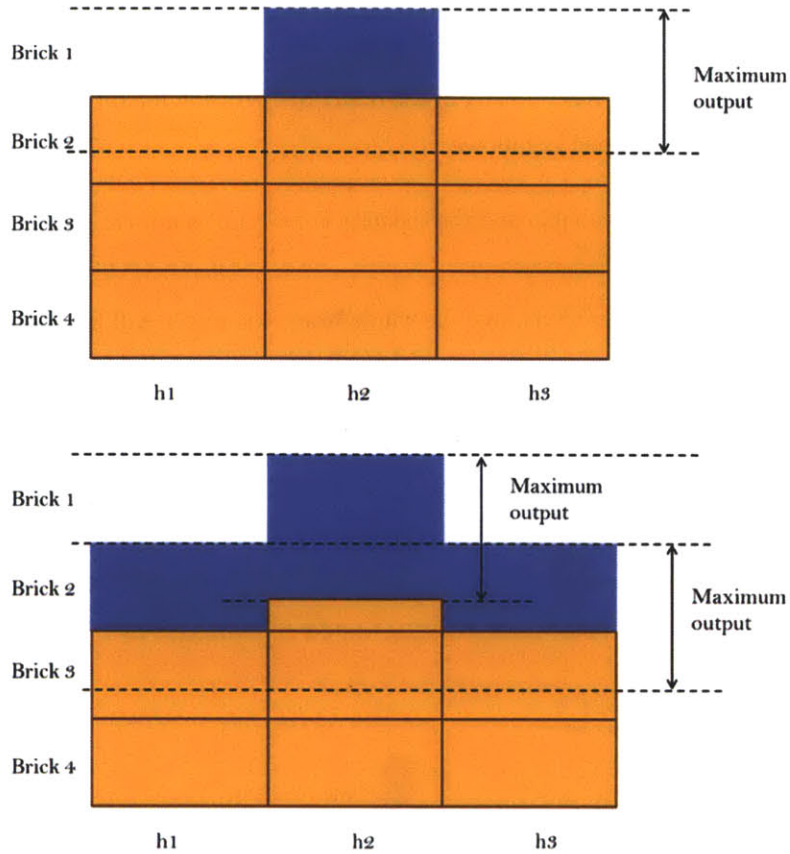 Brick 1
Maximum
output
Brick 2
Brick 3
Brick 4
h1 h2 h3
Brick 1
Maximum
output
Brick 2
Maximum
output
Brick 3
Brick 4
h1 h2 h3